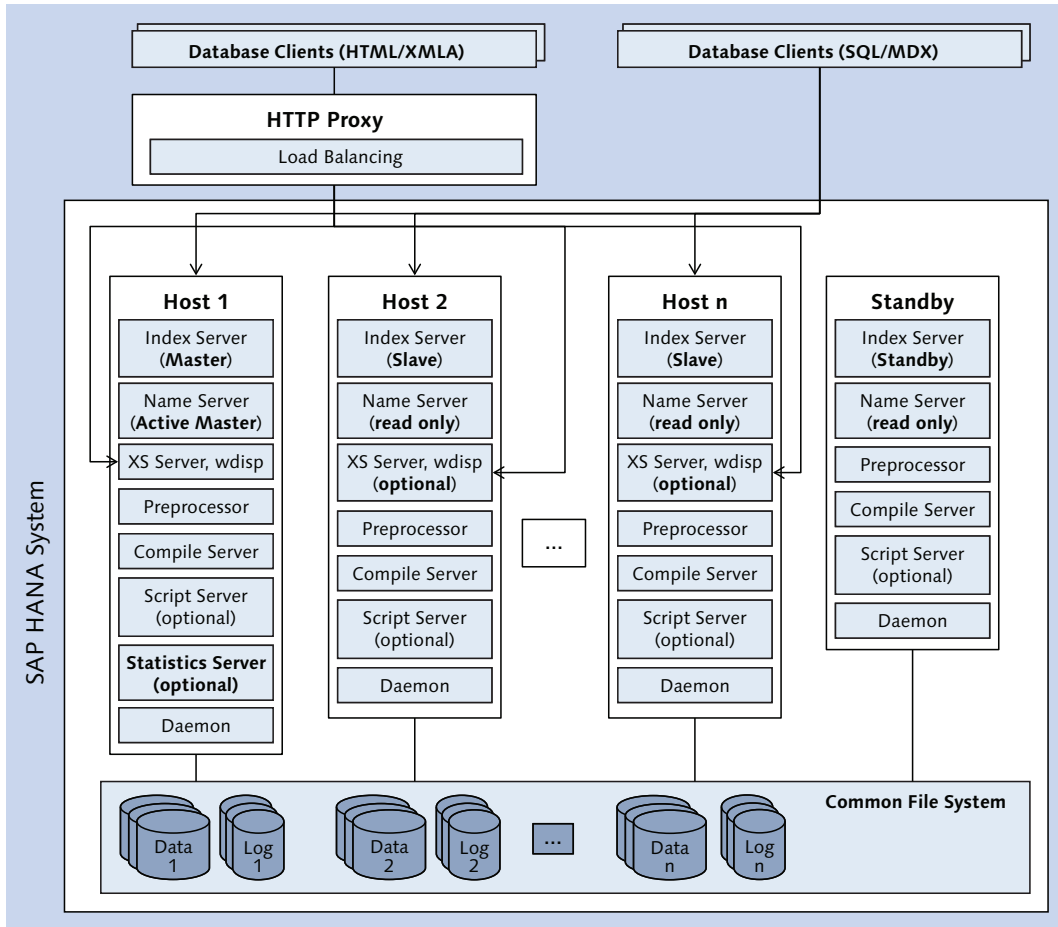 Database Clients (HTML/XMLA)
Database Clients (SQL/MDX)
HTTP Proxy
Load Balancing
SAP HANA System
Host 1
Index Server
(Master)
Name Server
(Active Master)
XS Server, wdisp
Preprocessor
Compile Server
Script Server
(optional)
Statistics Server
(optional)
Daemon
Host 2
Index Server
(Slave)
Name Server
(read only)
XS Server, wdisp
(optional)
Preprocessor
Compile Server
Script Server
(optional)
Daemon
...
Host n
Index Server
(Slave)
Name Server
(read only)
XS Server, wdisp
(optional)
Preprocessor
Compile Server
Script Server
(optional)
Daemon
Standby
Index Server
(Standby)
Name Server
(read only)
Preprocessor
Compile Server
Script Server
(optional)
Daemon
Common File System
Data
1
Log
1
Data
2
Log
2
...
Data
n
Log
n